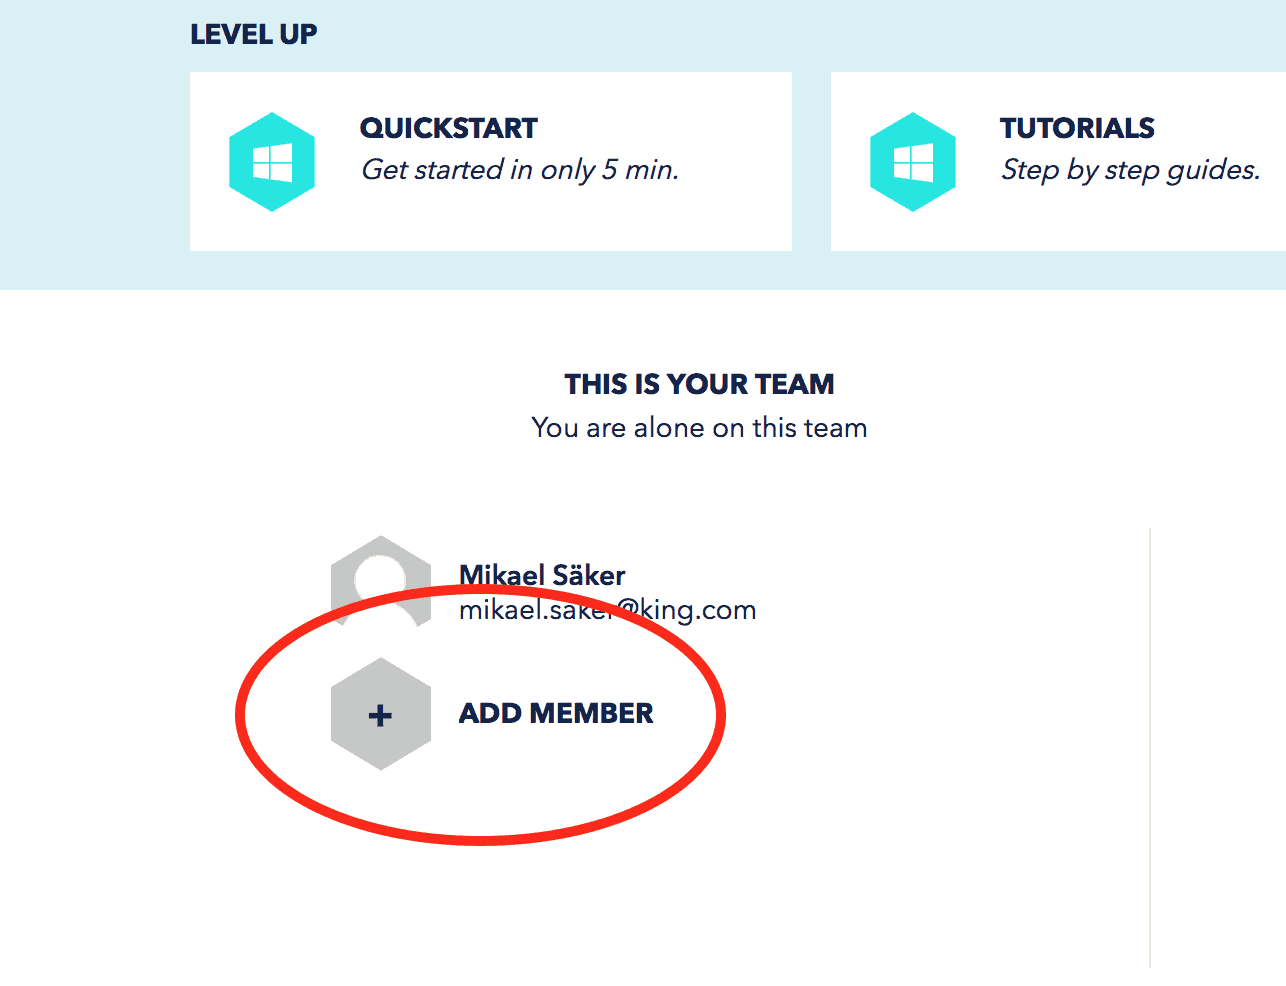 LEVEL UP
QUICKSTART
Get started in only 5 min.
TUTORIALS
Step by step guides.
THIS IS YOUR TEAM
You are alone on this team
Mikael Säker
mikael.saker@king.com
+
ADD MEMBER